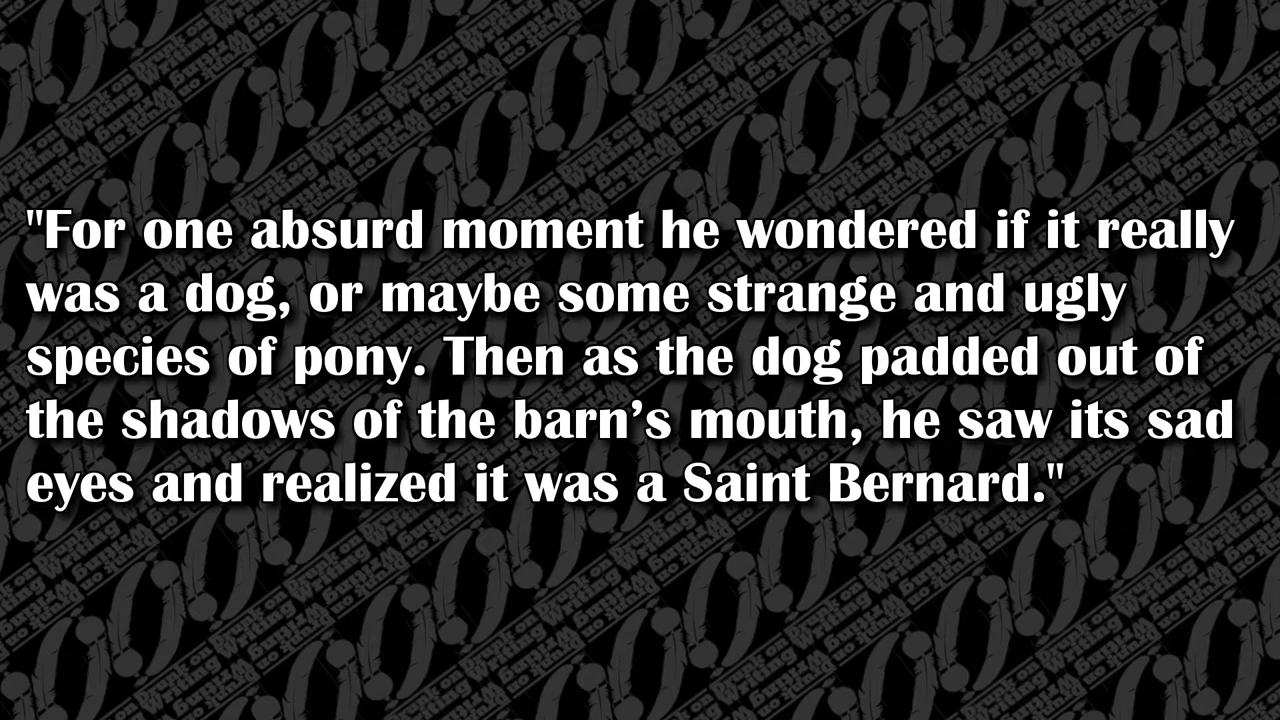 "For one absurd moment he wondered if it really
was a dog, or maybe some strange and ugly
species of pony. Then as the dog padded out of
the shadows of the barn’s mouth, he saw its sad
eyes and realized it was a Saint Bernard."